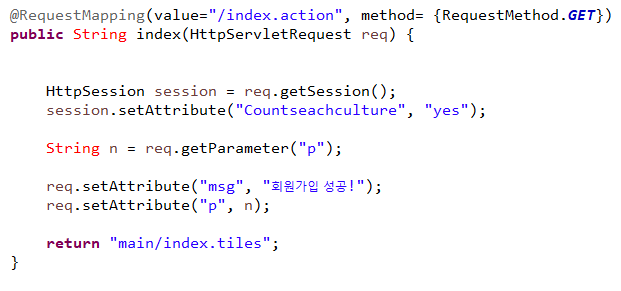 @RequestMapping(value="/index.action", method= {RequestMethod.GET})
public String index(HttpServletRequest req) {
HttpSession session = req.getSession();
session.setAttribute("Countseachculture", "yes");
String n = req.getParameter("p");
req.setAttribute("msg", "회원가입 성공!");
req.setAttribute("p", n);
return "main/index.tiles";
}